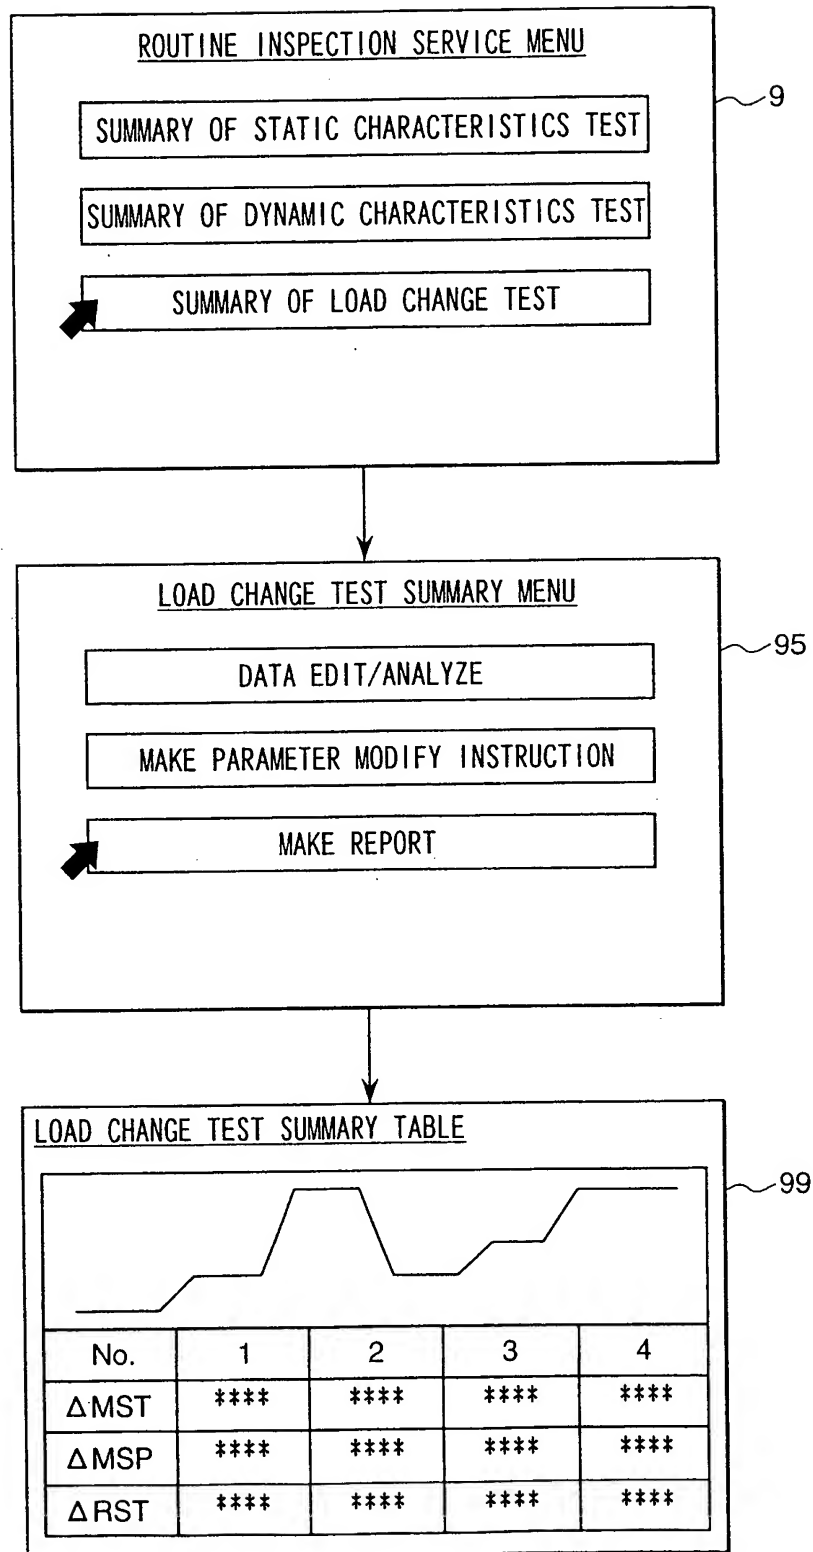 ROUTINE INSPECTION SERVICE MENU
9
SUMMARY OF STATIC CHARACTERISTICS TEST
SUMMARY OF DYNAMIC CHARACTERISTICS TEST
SUMMARY OF LOAD CHANGE TEST
LOAD CHANGE TEST SUMMARY MENU
95
DATA EDIT/ANALYZE
MAKE PARAMETER MODIFY INSTRUCTION
MAKE REPORT
LOAD CHANGE TEST SUMMARY TABLE
99
No. 1 2 3 4
ΔMST **** **** **** ****
ΔMSP **** **** **** ****
ΔRST **** **** **** ****